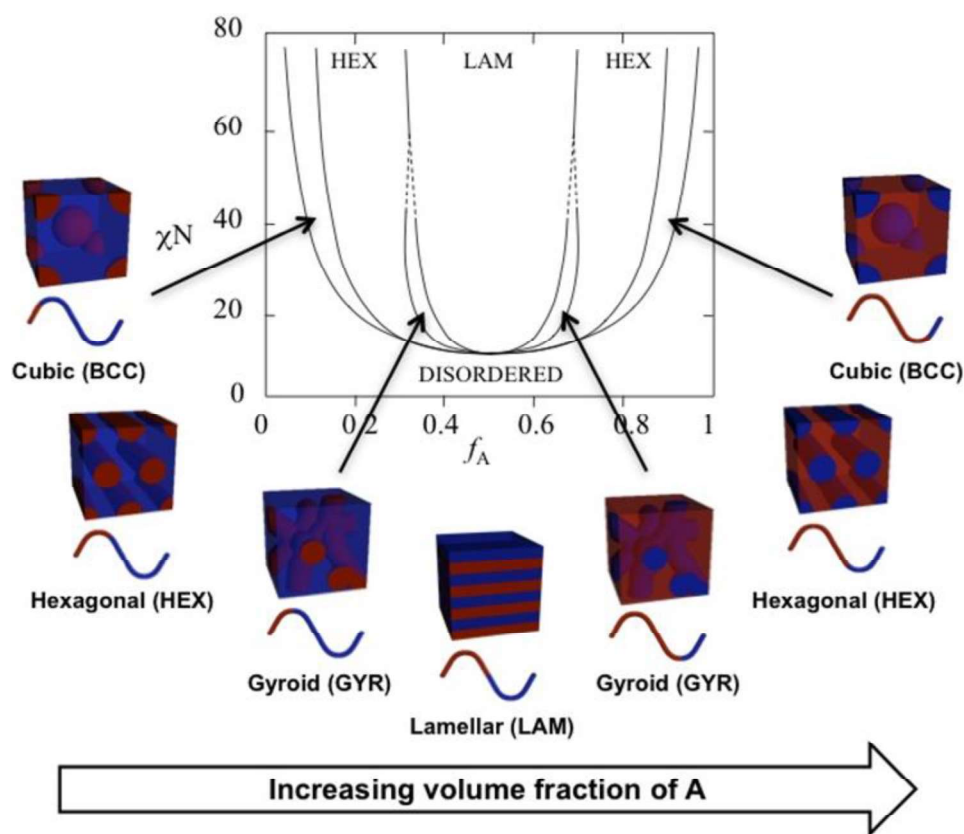 80
HEX LAM HEX
60
χN
40
20
Cubic (BCC)
Cubic (BCC)
DISORDERED
0
0 0.2 0.4 0.6 0.8 1
fA
Hexagonal (HEX)
Hexagonal (HEX)
Gyroid (GYR)
Gyroid (GYR)
Lamellar (LAM)
Increasing volume fraction of A